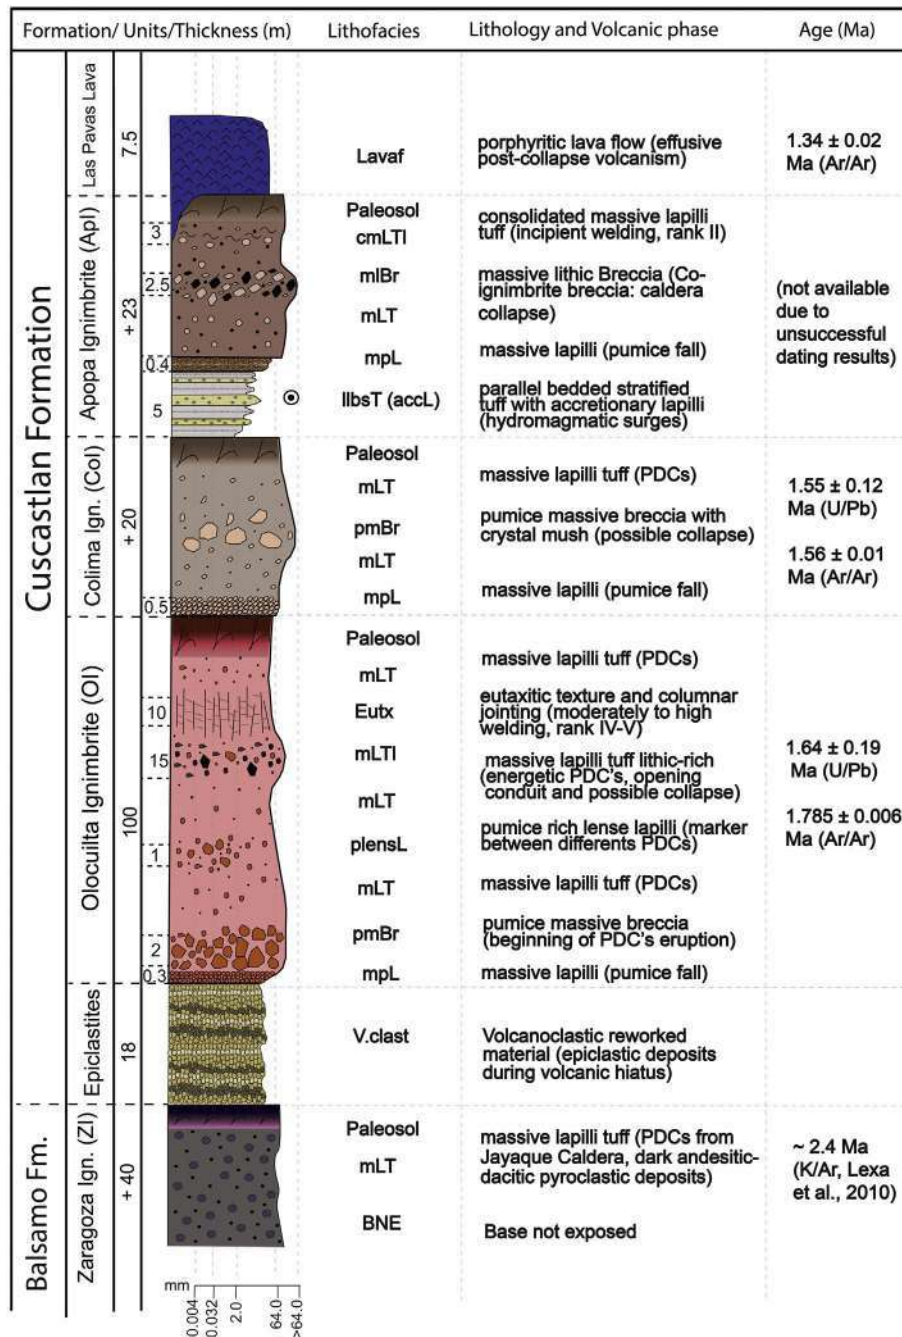 Formation/ Units/Thickness (m) Lithofacies Lithology and Volcanic phase Age (Ma)
Cuscastlan Formation
Las Pavas Lava
7.5
Lavaf
porphyritic lava flow (effusive
post-collapse volcanism)
1.34 ± 0.02
Ma (Ar/Ar)
Apopa Ignimbrite (ApI)
+ 23
3
2.5
0.4
5
Paleosol
cmLTl
consolidated massive lapilli
tuff (incipient welding, rank II)
mlBr
massive lithic Breccia (Co-
ignimbrite breccia: caldera
collapse)
mLT
mpL
massive lapilli (pumice fall)
llbsT (accL)
parallel bedded stratified
tuff with accretionary lapilli
(hydromagmatic surges)
(not available
due to
unsuccessful
dating results)
Colima Ign. (CoI)
+ 20
0.5
Paleosol
mLT
massive lapilli tuff (PDCs)
pmBr
pumice massive breccia with
crystal mush (possible collapse)
mLT
mpL
massive lapilli (pumice fall)
1.55 ± 0.12
Ma (U/Pb)
1.56 ± 0.01
Ma (Ar/Ar)
Olocuilta Ignimbrite (OI)
100
10
15
1
2
0.3
Paleosol
mLT
massive lapilli tuff (PDCs)
Eutx
eutaxitic texture and columnar
jointing (moderately to high
welding, rank IV-V)
mLTl
massive lapilli tuff lithic-rich
(energetic PDC's, opening
conduit and possible collapse)
mLT
plensL
pumice rich lense lapilli (marker
between differents PDCs)
mLT
massive lapilli tuff (PDCs)
pmBr
pumice massive breccia
(beginning of PDC's eruption)
mpL
massive lapilli (pumice fall)
1.64 ± 0.19
Ma (U/Pb)
1.785 ± 0.006
Ma (Ar/Ar)
Epiclastites
18
V.clast
Volcanoclastic reworked
material (epiclastic deposits
during volcanic hiatus)
Balsamo Fm.
Zaragoza Ign. (ZI)
+ 40
Paleosol
mLT
massive lapilli tuff (PDCs from
Jayaque Caldera, dark andesitic-
dacitic pyroclastic deposits)
BNE
Base not exposed
~ 2.4 Ma
(K/Ar, Lexa
et al., 2010)
mm
0.004
0.032
2.0
64.0
>64.0